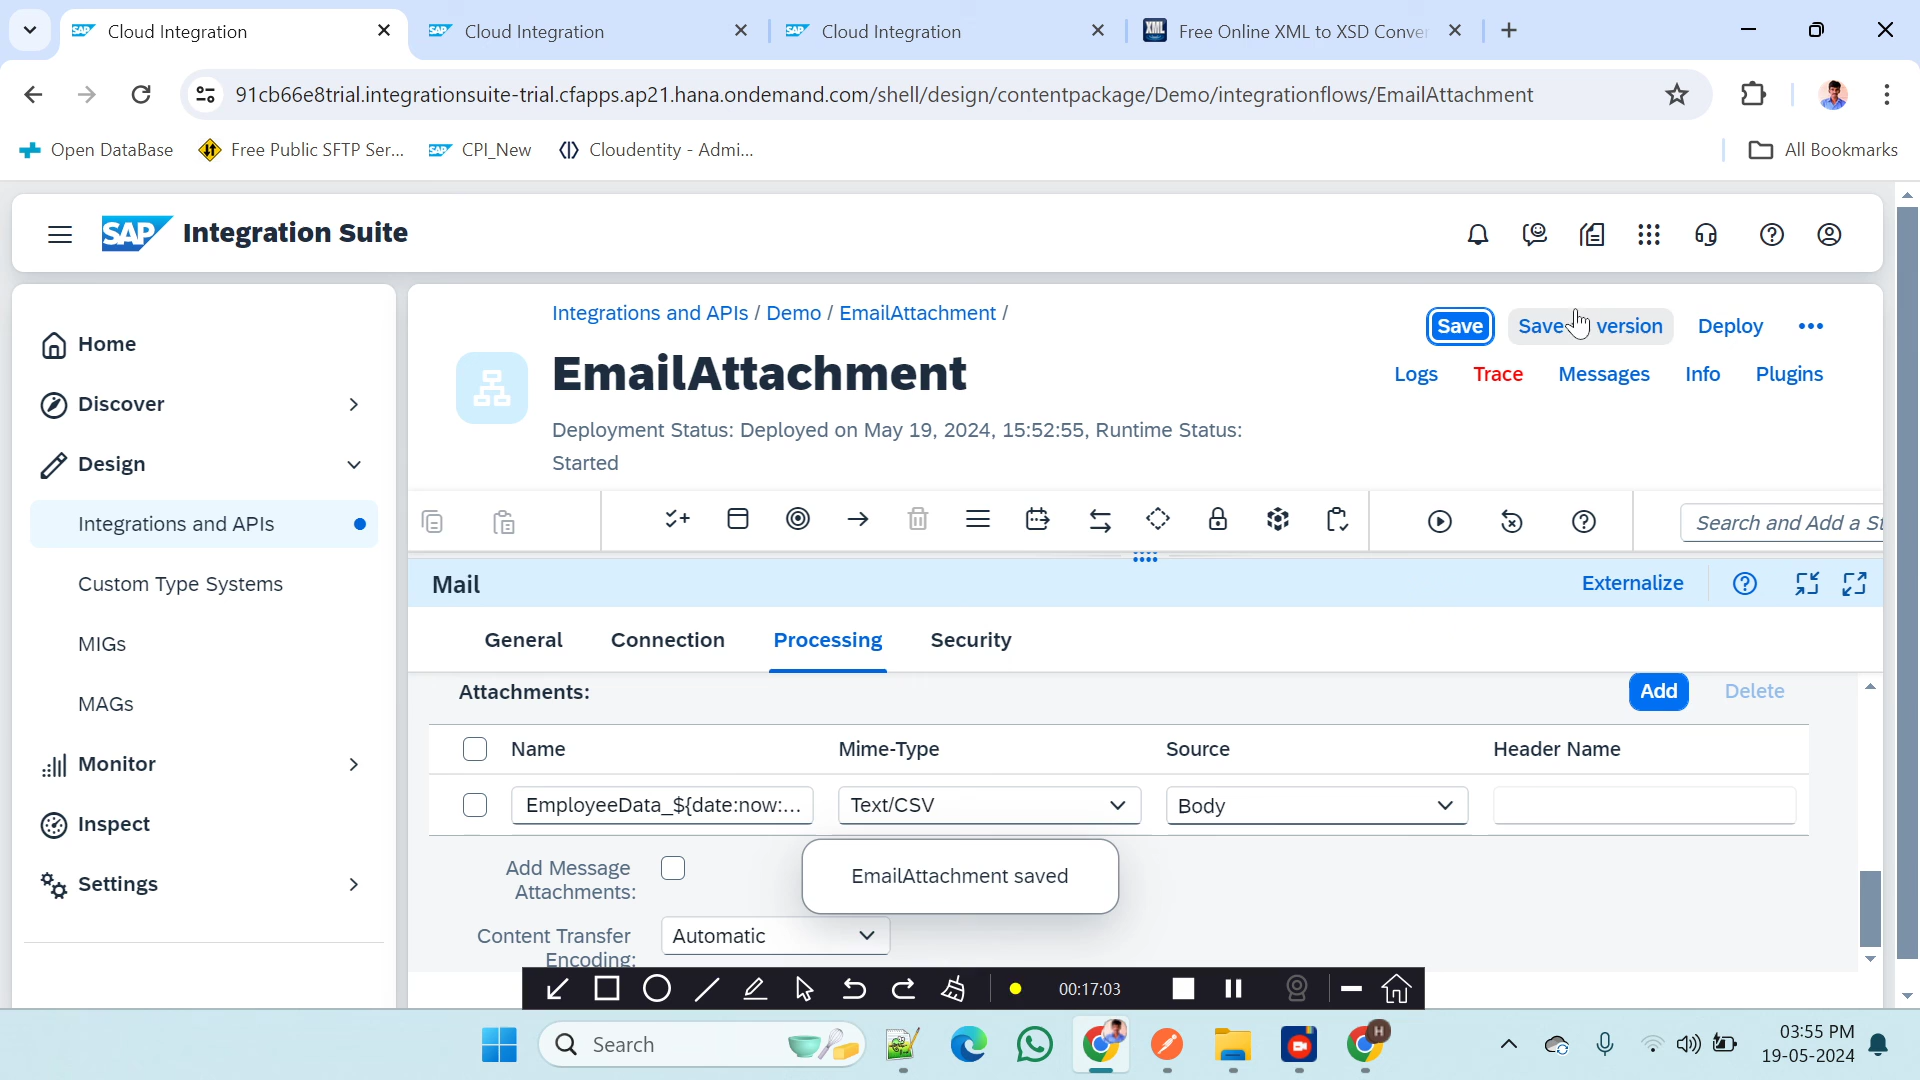 Cloud Integration
Cloud Integration
Cloud Integration
XML Free Online XML to XSD Conver
91cb66e8trial.integrationsuite-trial.cfapps.ap21.hana.ondemand.com/shell/design/contentpackage/Demo/integrationflows/EmailAttachment
Open DataBase
Free Public SFTP Ser...
SAP CPI_New
Cloudentity - Admi...
All Bookmarks
SAP Integration Suite
Home
Discover
Design
Integrations and APIs
Custom Type Systems
MIGs
MAGs
Monitor
Inspect
Settings
Integrations and APIs / Demo / EmailAttachment /
Save Save version Deploy
EmailAttachment
Logs Trace Messages Info Plugins
Deployment Status: Deployed on May 19, 2024, 15:52:55, Runtime Status:
Started
Search and Add a St
Mail
Externalize
General Connection Processing Security
Attachments:
Add Delete
Name Mime-Type Source Header Name
EmployeeData_${date:now:... Text/CSV Body
Add Message
Attachments:
EmailAttachment saved
Content Transfer
Encoding:
Automatic
00:17:03
Search
H
03:55 PM
19-05-2024